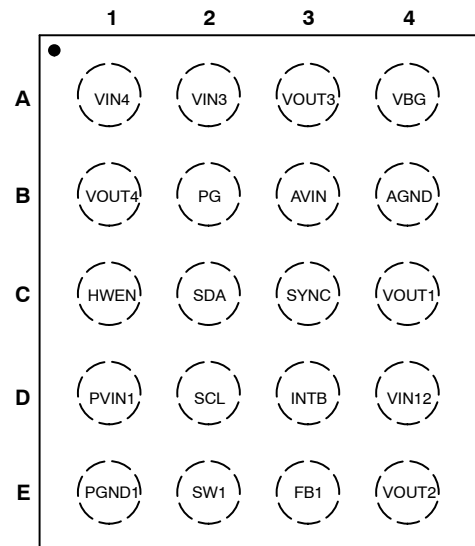 1 2 3 4
A VIN4 VIN3 VOUT3 VBG
B VOUT4 PG AVIN AGND
C HWEN SDA SYNC VOUT1
D PVIN1 SCL INTB VIN12
E PGND1 SW1 FB1 VOUT2